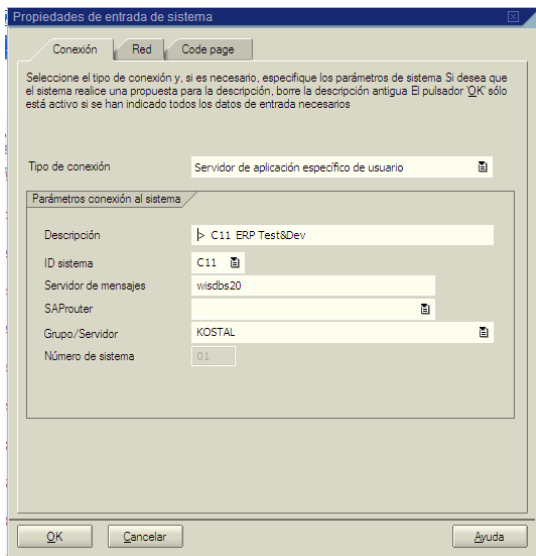 Propiedades de entrada de sistema
Conexión Red Code page
Seleccione el tipo de conexión y, si es necesario, especifique los parámetros de sistema Si desea que
el sistema realice una propuesta para la descripción, borre la descripción antigua El pulsador 'OK' sólo
está activo si se han indicado todos los datos de entrada necesarios
Tipo de conexión Servidor de aplicación específico de usuario
Parámetros conexión al sistema
Descripción > C11 ERP Test&Dev
ID sistema C11
Servidor de mensajes wisdbs20
SAProuter
Grupo/Servidor KOSTAL
Número de sistema 01
OK Cancelar Ayuda